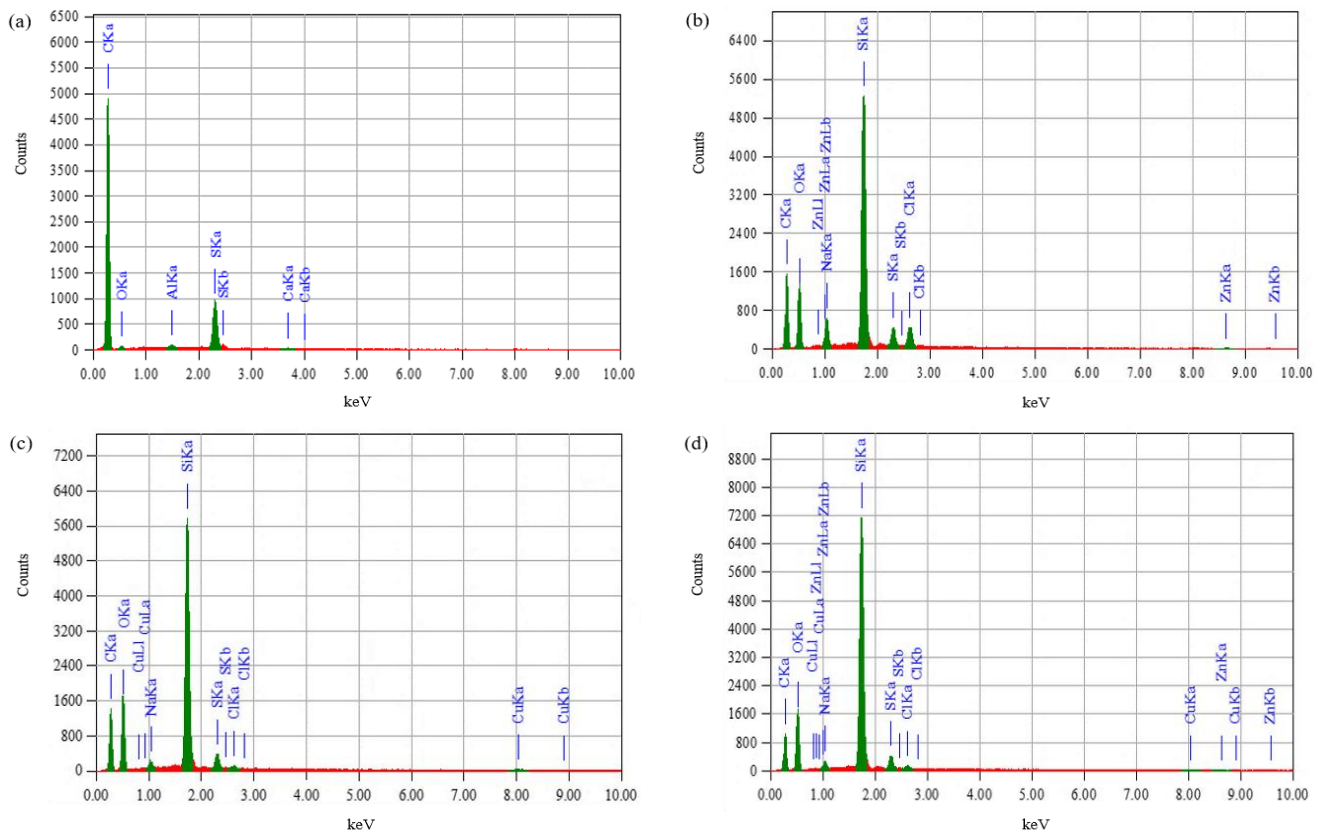 (a)
6500
6000
5500
5000
4500
4000
3500
3000
2500
2000
1500
1000
500
0
Counts
CKa
OKa
AlKa
SKa
SKb
CaKa
CaKb
0.00 1.00 2.00 3.00 4.00 5.00 6.00 7.00 8.00 9.00 10.00
keV
(b)
6400
5600
4800
4000
3200
2400
1600
800
0
Counts
CKa
OKa
ZnLl
ZnLa
ZnLb
NaKa
SiKa
SKa
SKb
ClKa
ClKb
ZnKa
ZnKb
0.00 1.00 2.00 3.00 4.00 5.00 6.00 7.00 8.00 9.00 10.00
keV
(c)
7200
6400
5600
4800
4000
3200
2400
1600
800
0
Counts
CKa
OKa
CuLl
CuLa
NaKa
SiKa
SKa
SKb
ClKa
ClKb
CuKa
CuKb
0.00 1.00 2.00 3.00 4.00 5.00 6.00 7.00 8.00 9.00 10.00
keV
(d)
8800
8000
7200
6400
5600
4800
4000
3200
2400
1600
800
0
Counts
CKa
OKa
CuLl
CuLa
ZnLl
ZnLa
ZnLb
NaKa
SiKa
SKa
SKb
ClKa
ClKb
CuKa
ZnKa
CuKb
ZnKb
0.00 1.00 2.00 3.00 4.00 5.00 6.00 7.00 8.00 9.00 10.00
keV